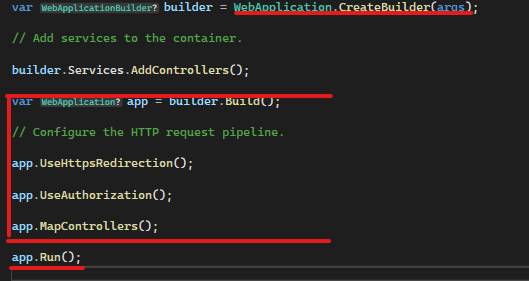 var WebApplicationBuilder? builder = WebApplication.CreateBuilder(args);
// Add services to the container.
builder.Services.AddControllers();
var WebApplication? app = builder.Build();
// Configure the HTTP request pipeline.
app.UseHttpsRedirection();
app.UseAuthorization();
app.MapControllers();
app.Run();